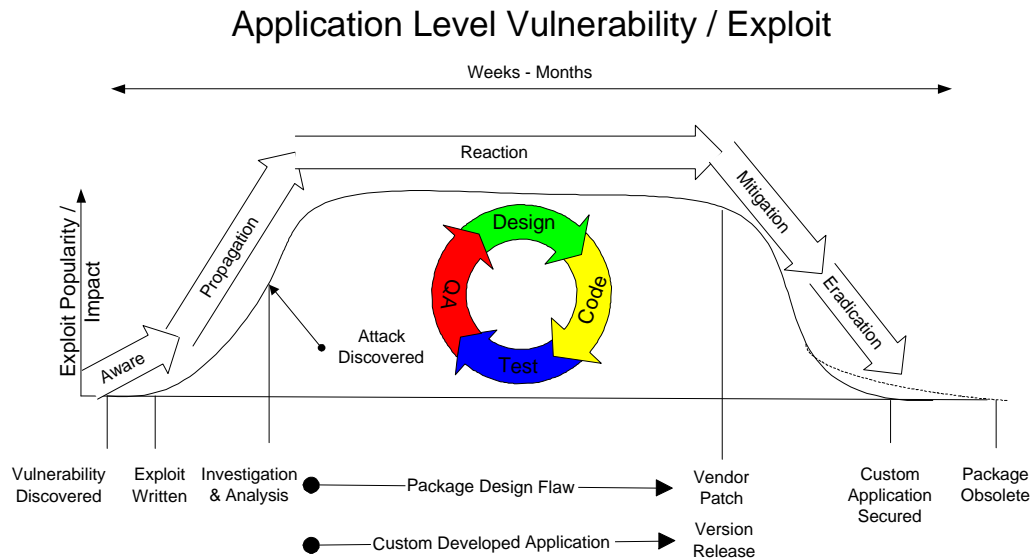 Application Level Vulnerability / Exploit
Weeks - Months
Reaction
Mitigation
Propagation
Eradication
Aware
Exploit Popularity /
Impact
Design
Code
Test
QA
Attack
Discovered
Vulnerability
Discovered
Exploit
Written
Investigation
& Analysis
Package Design Flaw
Vendor
Patch
Custom
Application
Secured
Package
Obsolete
Custom Developed Application
Version
Release